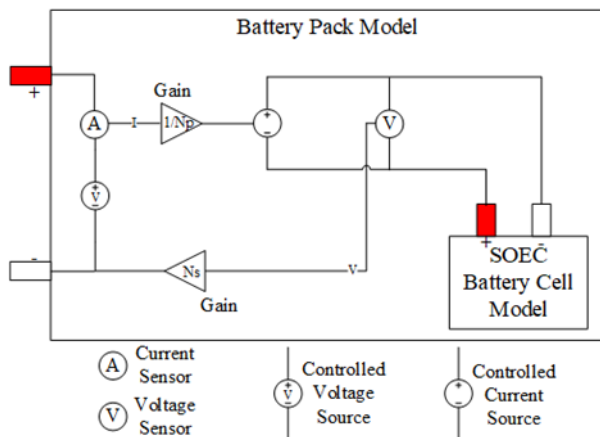 Battery Pack Model
+
Gain
A
I
1/Np
+
-
V
+
V
-
-
Ns
Gain
V
+
-
SOEC
Battery Cell
Model
A
Current
Sensor
V
Voltage
Sensor
+
V
-
Controlled
Voltage
Source
+
-
Controlled
Current
Source